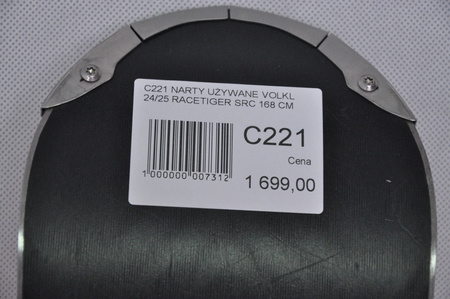 C221 NARTY UŻYWANE VOLKL
24/25 RACETIGER SRC 168 CM
C221
Cena
1 000000 007312
1 699,00